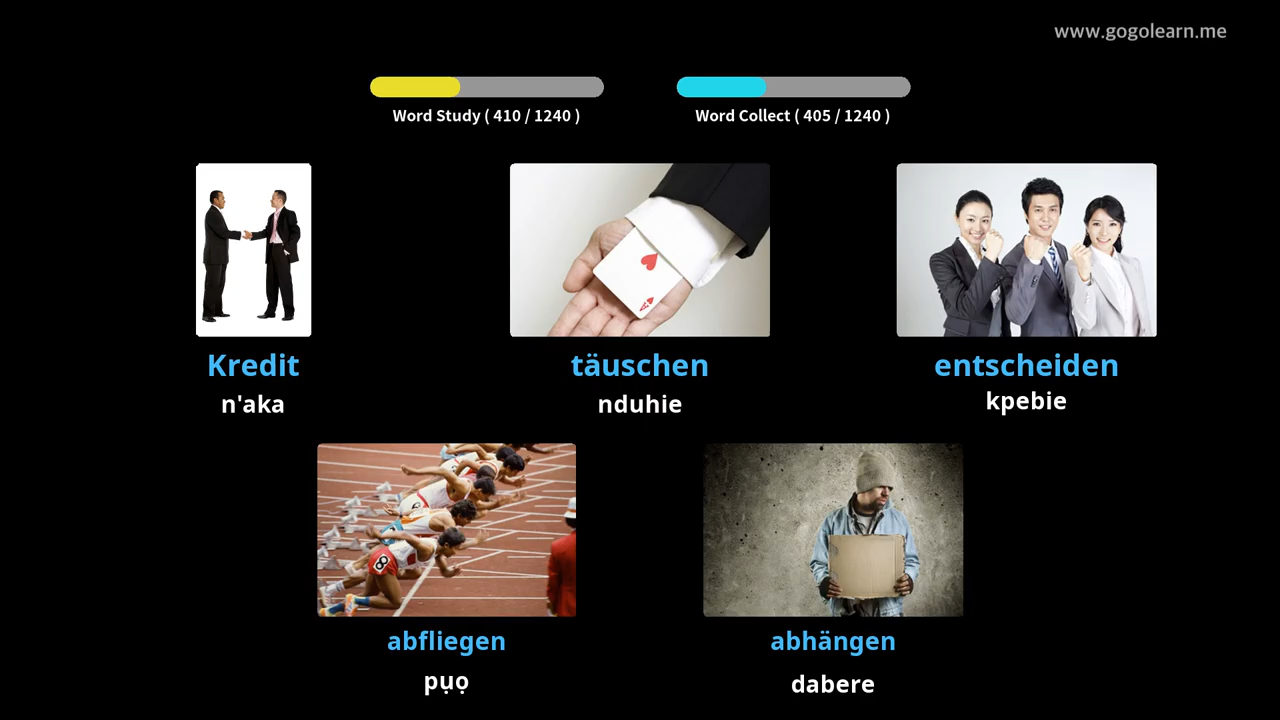 www.gogolearn.me
Word Study ( 410 / 1240 )
Word Collect ( 405 / 1240 )
Kredit
n'aka
täuschen
nduhie
entscheiden
kpebie
abfliegen
pụọ
abhängen
dabere